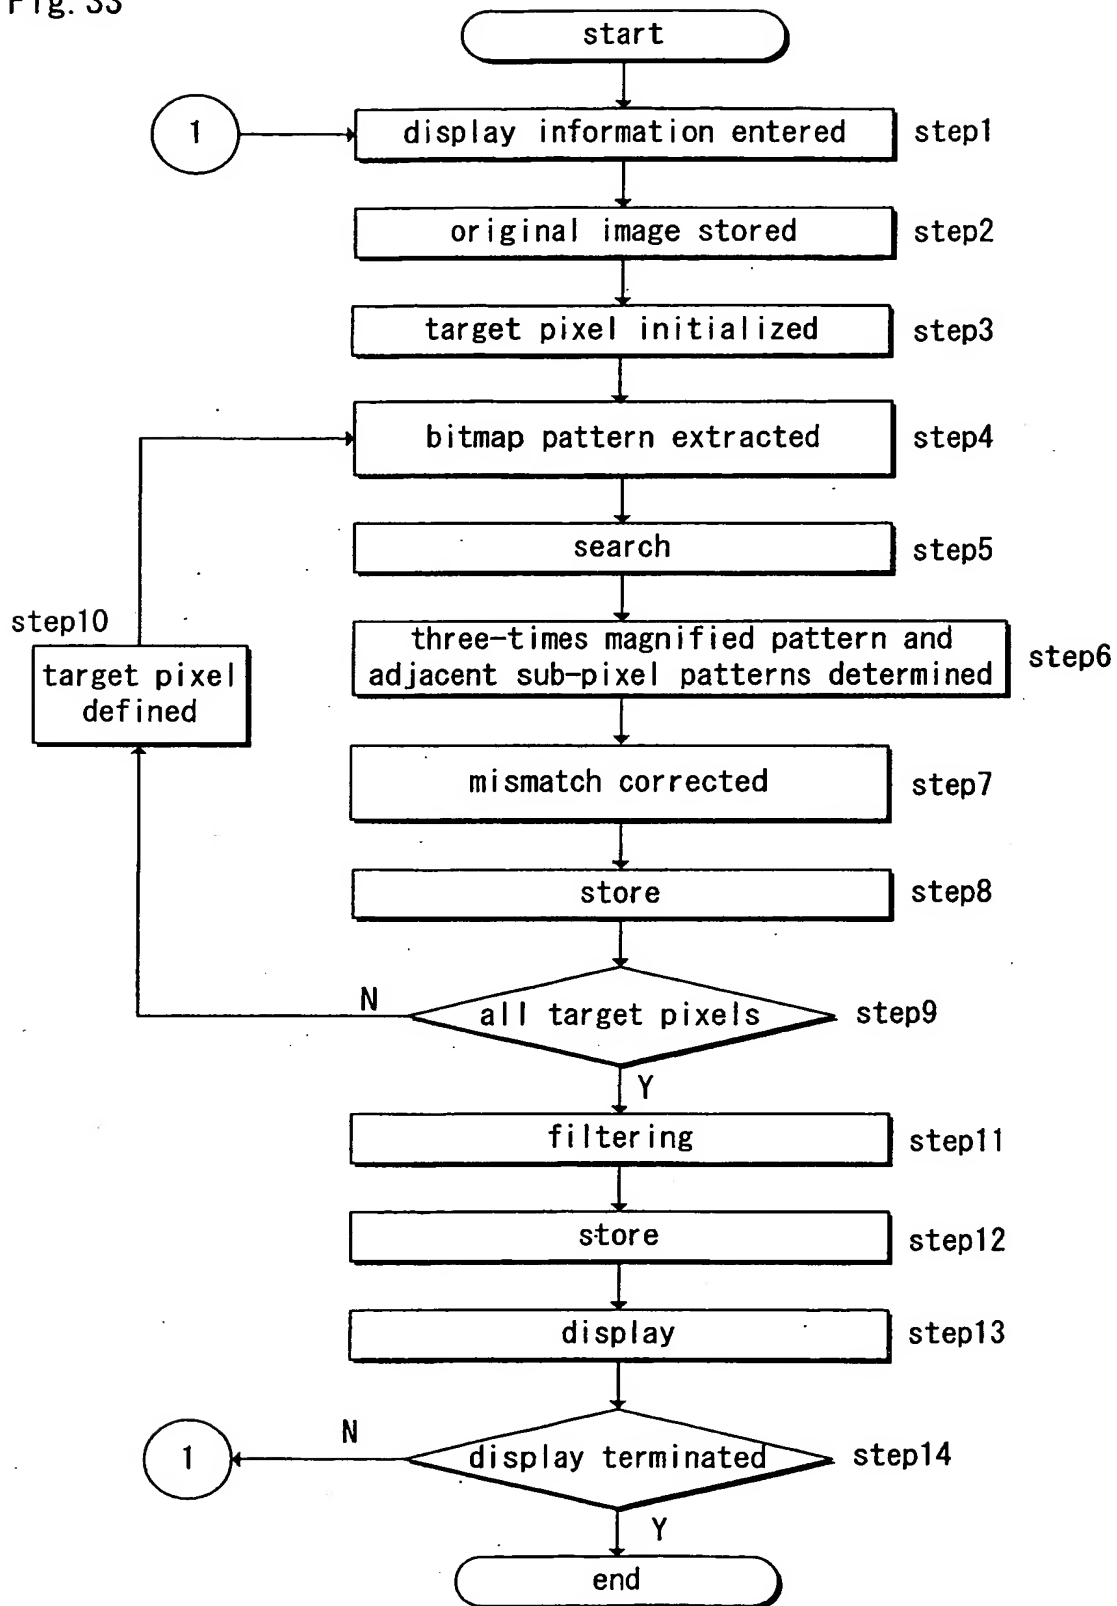 Fig. 33
start
1
display information entered
step1
original image stored
step2
target pixel initialized
step3
bitmap pattern extracted
step4
search
step5
step10
target pixel
defined
three-times magnified pattern and
adjacent sub-pixel patterns determined
step6
mismatch corrected
step7
store
step8
N
all target pixels
step9
Y
filtering
step11
store
step12
display
step13
N
1
display terminated
step14
Y
end